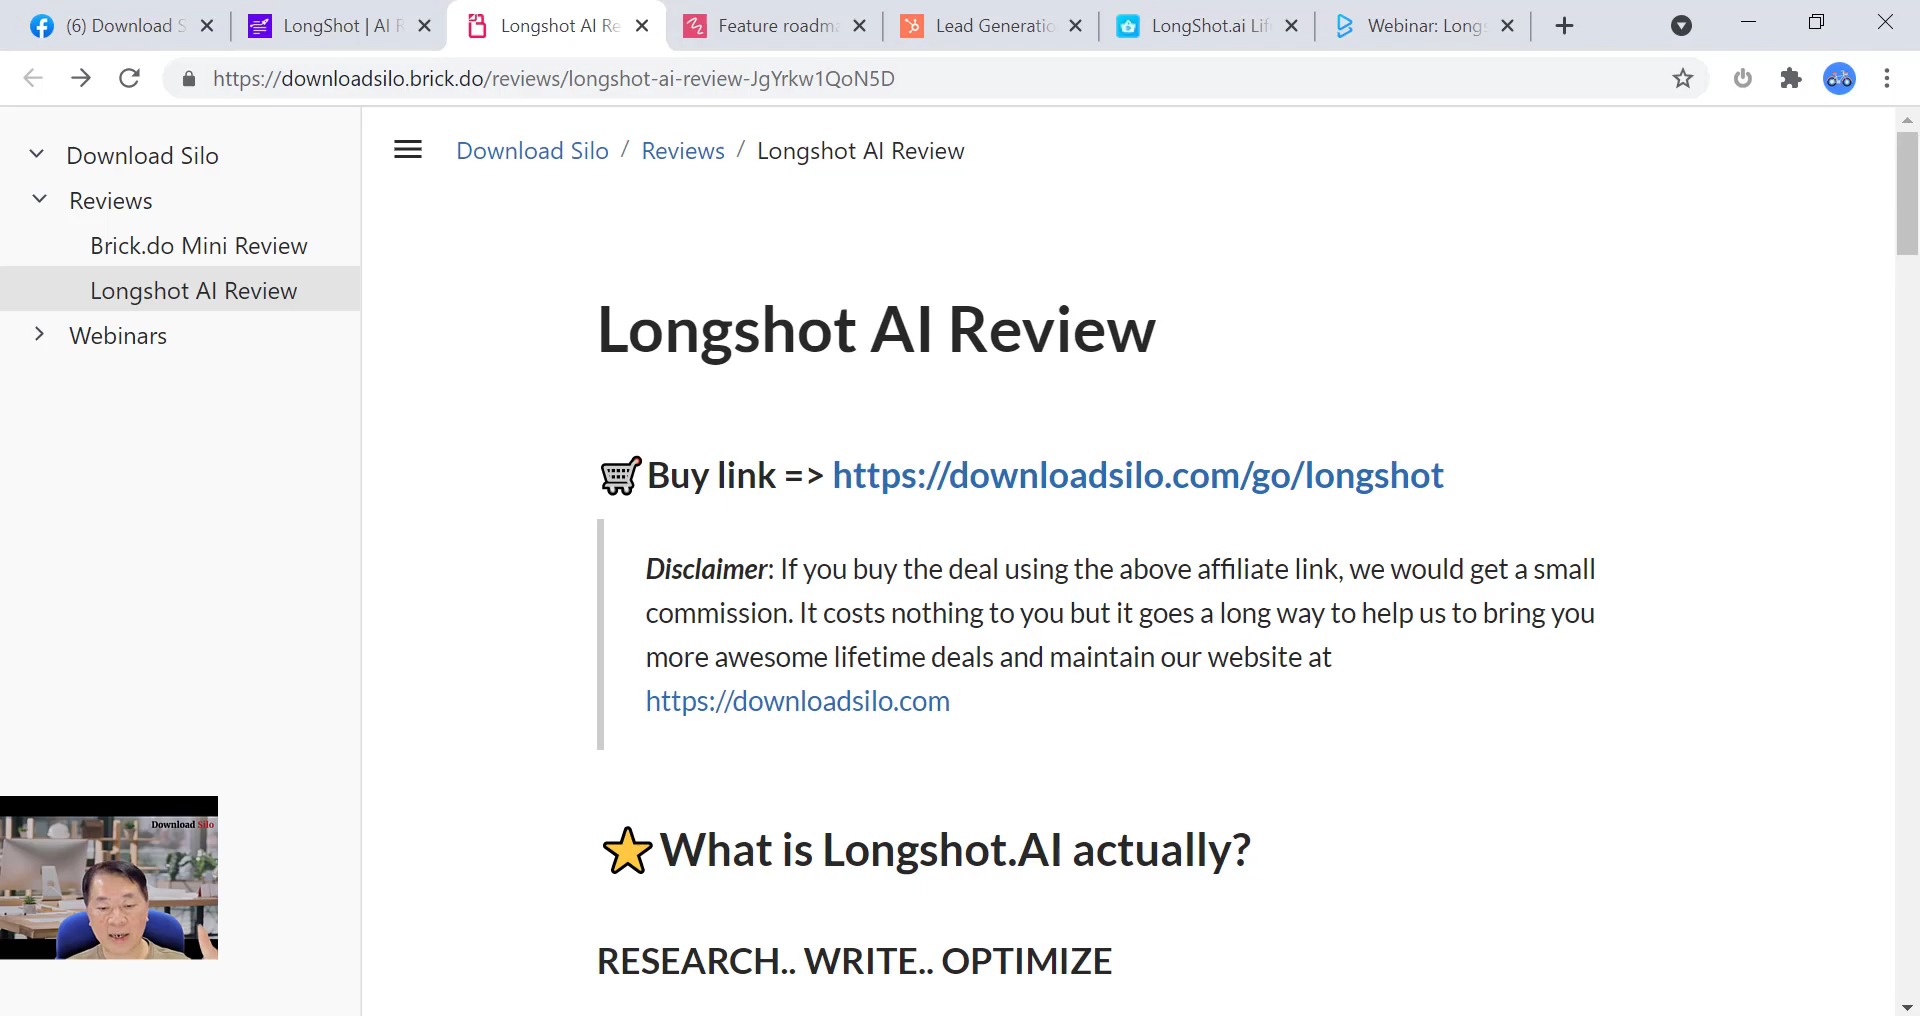 (6) Download S
LongShot | AI R
Longshot AI Re
Feature roadma
Lead Generatio
LongShot.ai Lif
Webinar: Longs
https://downloadsilo.brick.do/reviews/longshot-ai-review-JgYrkw1QoN5D
Download Silo
Reviews
Brick.do Mini Review
Longshot AI Review
Webinars
Download Silo / Reviews / Longshot AI Review
Longshot AI Review
Buy link => https://downloadsilo.com/go/longshot
Disclaimer: If you buy the deal using the above affiliate link, we would get a small
commission. It costs nothing to you but it goes a long way to help us to bring you
more awesome lifetime deals and maintain our website at
https://downloadsilo.com
What is Longshot.AI actually?
RESEARCH.. WRITE.. OPTIMIZE
Download Silo